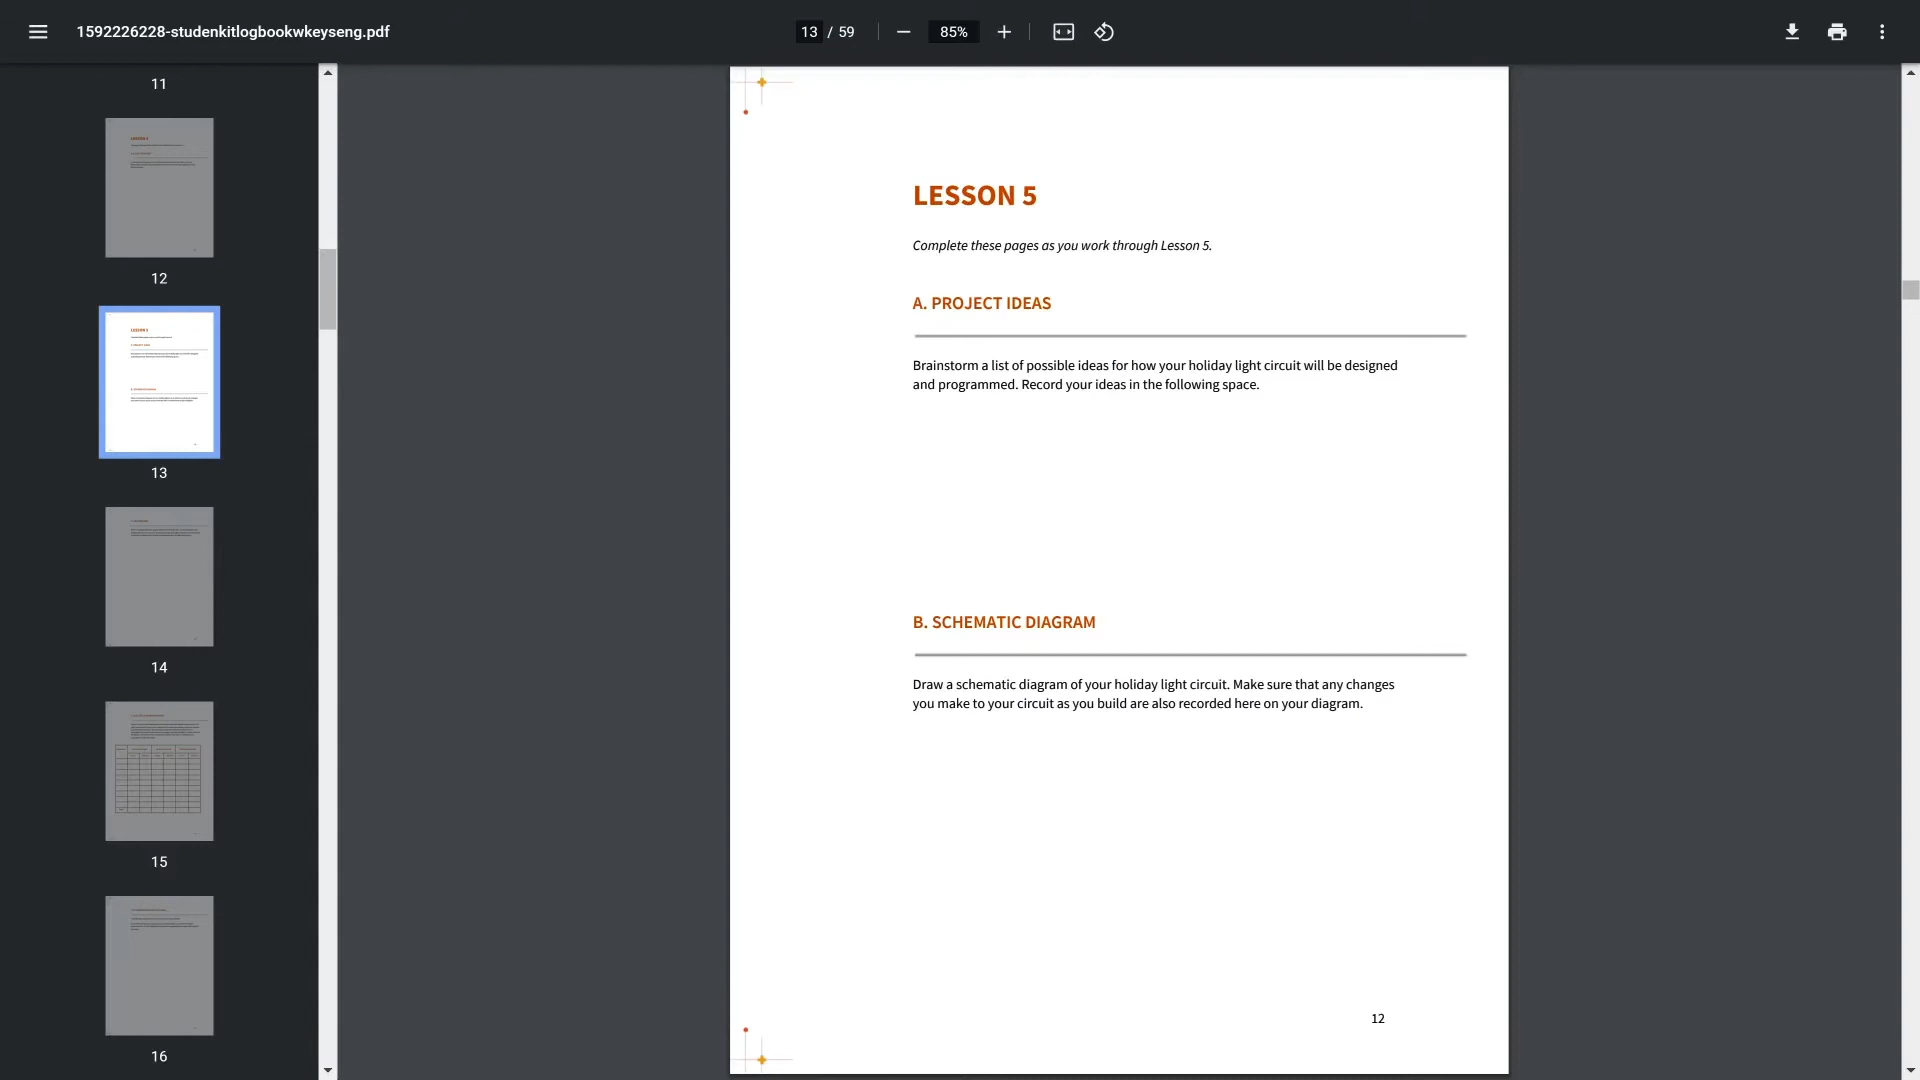 1592226228-studenkitlogbookwkeyseng.pdf
13 / 59
85%
11
12
13
14
15
16
LESSON 5
Complete these pages as you work through Lesson 5.
A. PROJECT IDEAS
Brainstorm a list of possible ideas for how your holiday light circuit will be designed
and programmed. Record your ideas in the following space.
B. SCHEMATIC DIAGRAM
Draw a schematic diagram of your holiday light circuit. Make sure that any changes
you make to your circuit as you build are also recorded here on your diagram.
12